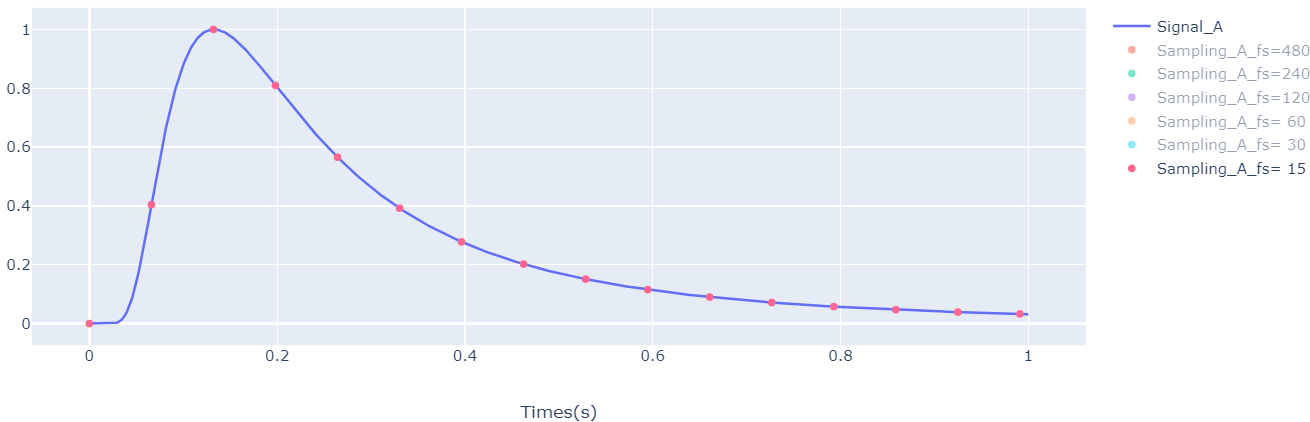 1
0.8
0.6
0.4
0.2
0
0 0.2 0.4 0.6 0.8 1
Times(s)
Signal_A
Sampling_A_fs=480
Sampling_A_fs=240
Sampling_A_fs=120
Sampling_A_fs= 60
Sampling_A_fs= 30
Sampling_A_fs= 15